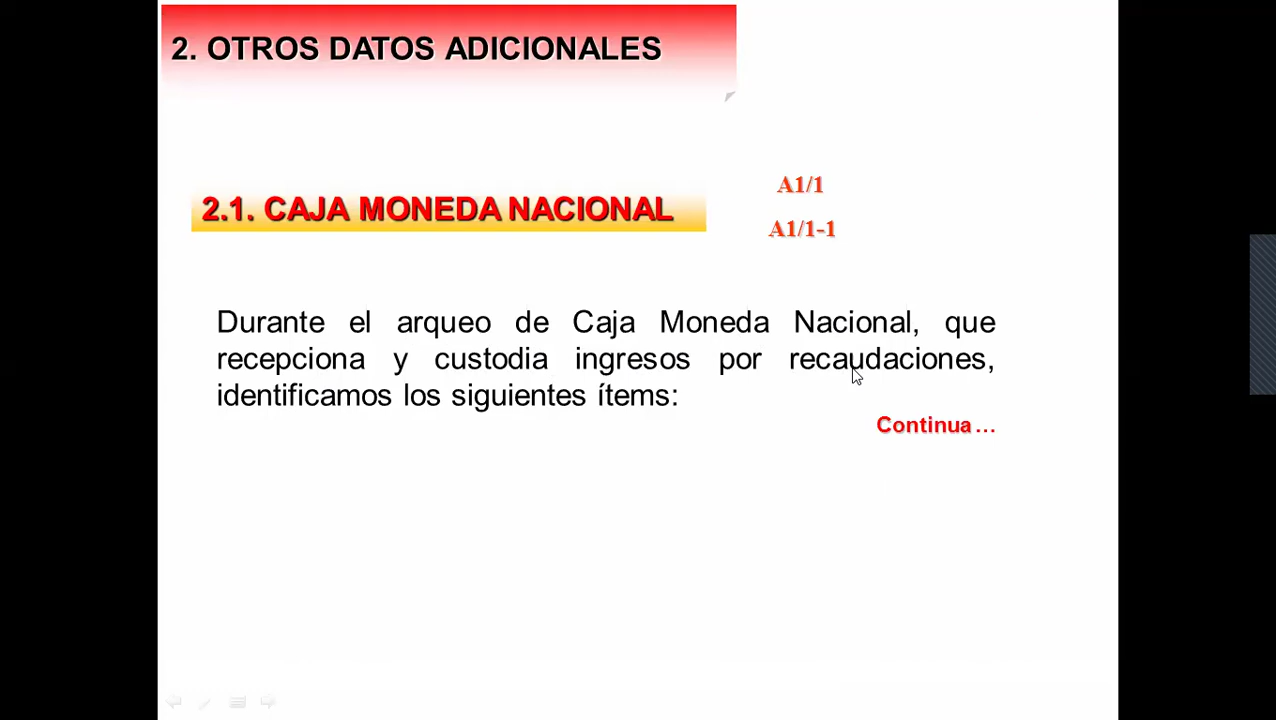 2. OTROS DATOS ADICIONALES
A1/1
2.1. CAJA MONEDA NACIONAL
A1/1-1
Durante el arqueo de Caja Moneda Nacional, que
recepciona y custodia ingresos por recaudaciones,
identificamos los siguientes ítems:
Continua ...